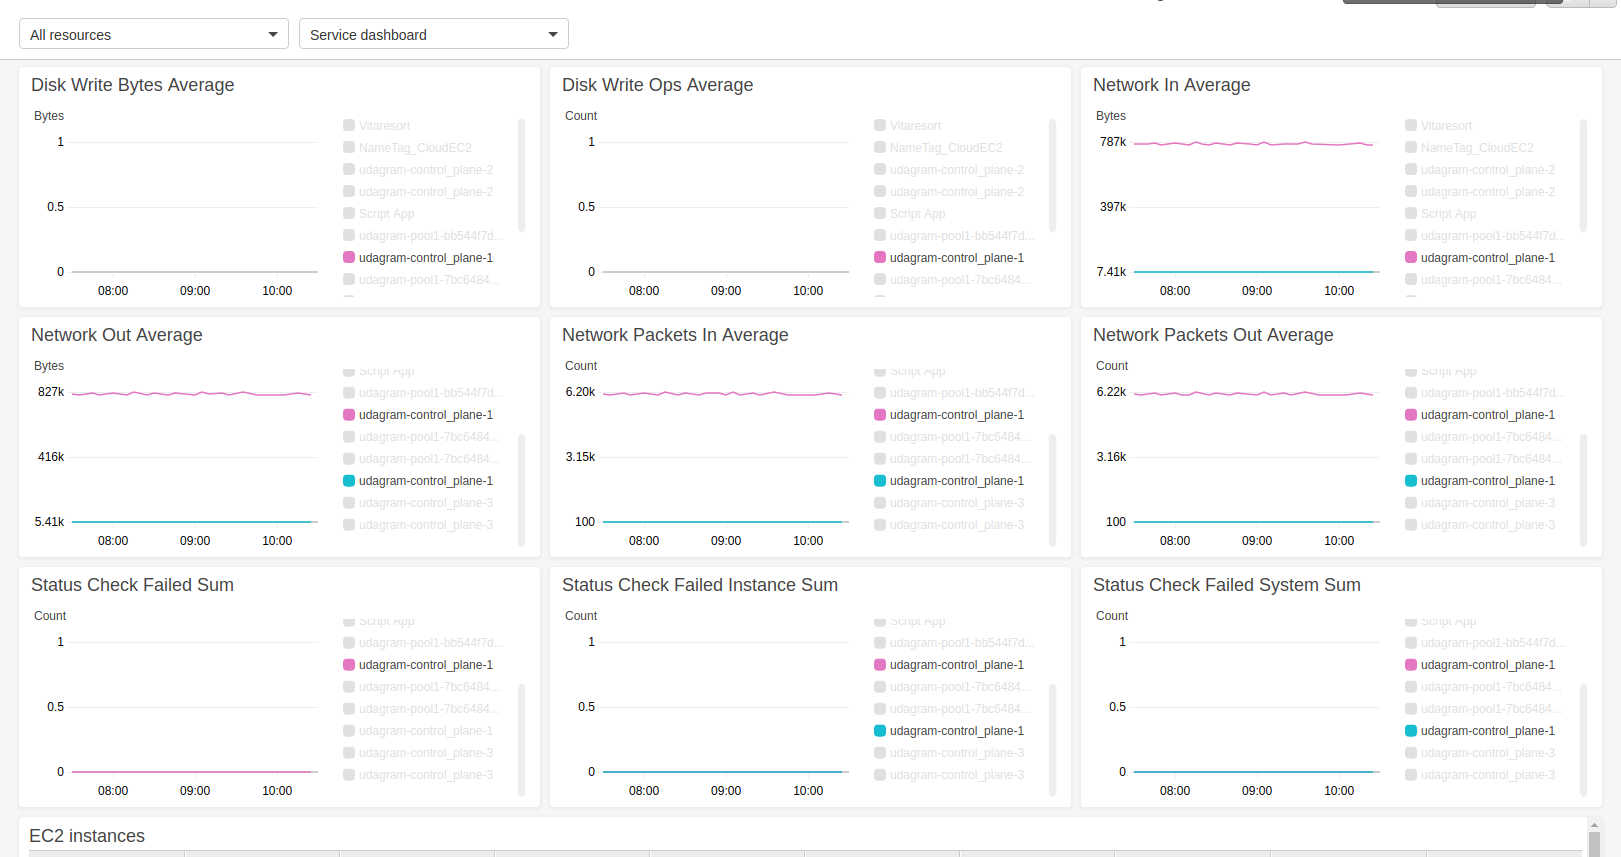 All resources
Service dashboard
Disk Write Bytes Average
Bytes
1
0.5
0
08:00 09:00 10:00
Vitaresort
NameTag_CloudEC2
udagram-control_plane-2
udagram-control_plane-2
Script App
udagram-pool1-bb544f7d...
udagram-control_plane-1
udagram-pool1-7bc6484...
Disk Write Ops Average
Count
1
0.5
0
08:00 09:00 10:00
Vitaresort
NameTag_CloudEC2
udagram-control_plane-2
udagram-control_plane-2
Script App
udagram-pool1-bb544f7d...
udagram-control_plane-1
udagram-pool1-7bc6484...
Network In Average
Bytes
787k
397k
7.41k
08:00 09:00 10:00
Vitaresort
NameTag_CloudEC2
udagram-control_plane-2
udagram-control_plane-2
Script App
udagram-pool1-bb544f7d...
udagram-control_plane-1
udagram-pool1-7bc6484...
Network Out Average
Bytes
827k
416k
5.41k
08:00 09:00 10:00
Script App
udagram-pool1-bb544f7d...
udagram-control_plane-1
udagram-pool1-7bc6484...
udagram-pool1-7bc6484...
udagram-control_plane-1
udagram-control_plane-3
udagram-control_plane-3
Network Packets In Average
Count
6.20k
3.15k
100
08:00 09:00 10:00
Script App
udagram-pool1-bb544f7d...
udagram-control_plane-1
udagram-pool1-7bc6484...
udagram-pool1-7bc6484...
udagram-control_plane-1
udagram-control_plane-3
udagram-control_plane-3
Network Packets Out Average
Count
6.22k
3.16k
100
08:00 09:00 10:00
Script App
udagram-pool1-bb544f7d...
udagram-control_plane-1
udagram-pool1-7bc6484...
udagram-pool1-7bc6484...
udagram-control_plane-1
udagram-control_plane-3
udagram-control_plane-3
Status Check Failed Sum
Count
1
0.5
0
08:00 09:00 10:00
Script App
udagram-pool1-bb544f7d...
udagram-control_plane-1
udagram-pool1-7bc6484...
udagram-pool1-7bc6484...
udagram-control_plane-1
udagram-control_plane-3
udagram-control_plane-3
Status Check Failed Instance Sum
Count
1
0.5
0
08:00 09:00 10:00
Script App
udagram-pool1-bb544f7d...
udagram-control_plane-1
udagram-pool1-7bc6484...
udagram-pool1-7bc6484...
udagram-control_plane-1
udagram-control_plane-3
udagram-control_plane-3
Status Check Failed System Sum
Count
1
0.5
0
08:00 09:00 10:00
Script App
udagram-pool1-bb544f7d...
udagram-control_plane-1
udagram-pool1-7bc6484...
udagram-pool1-7bc6484...
udagram-control_plane-1
udagram-control_plane-3
udagram-control_plane-3
EC2 instances